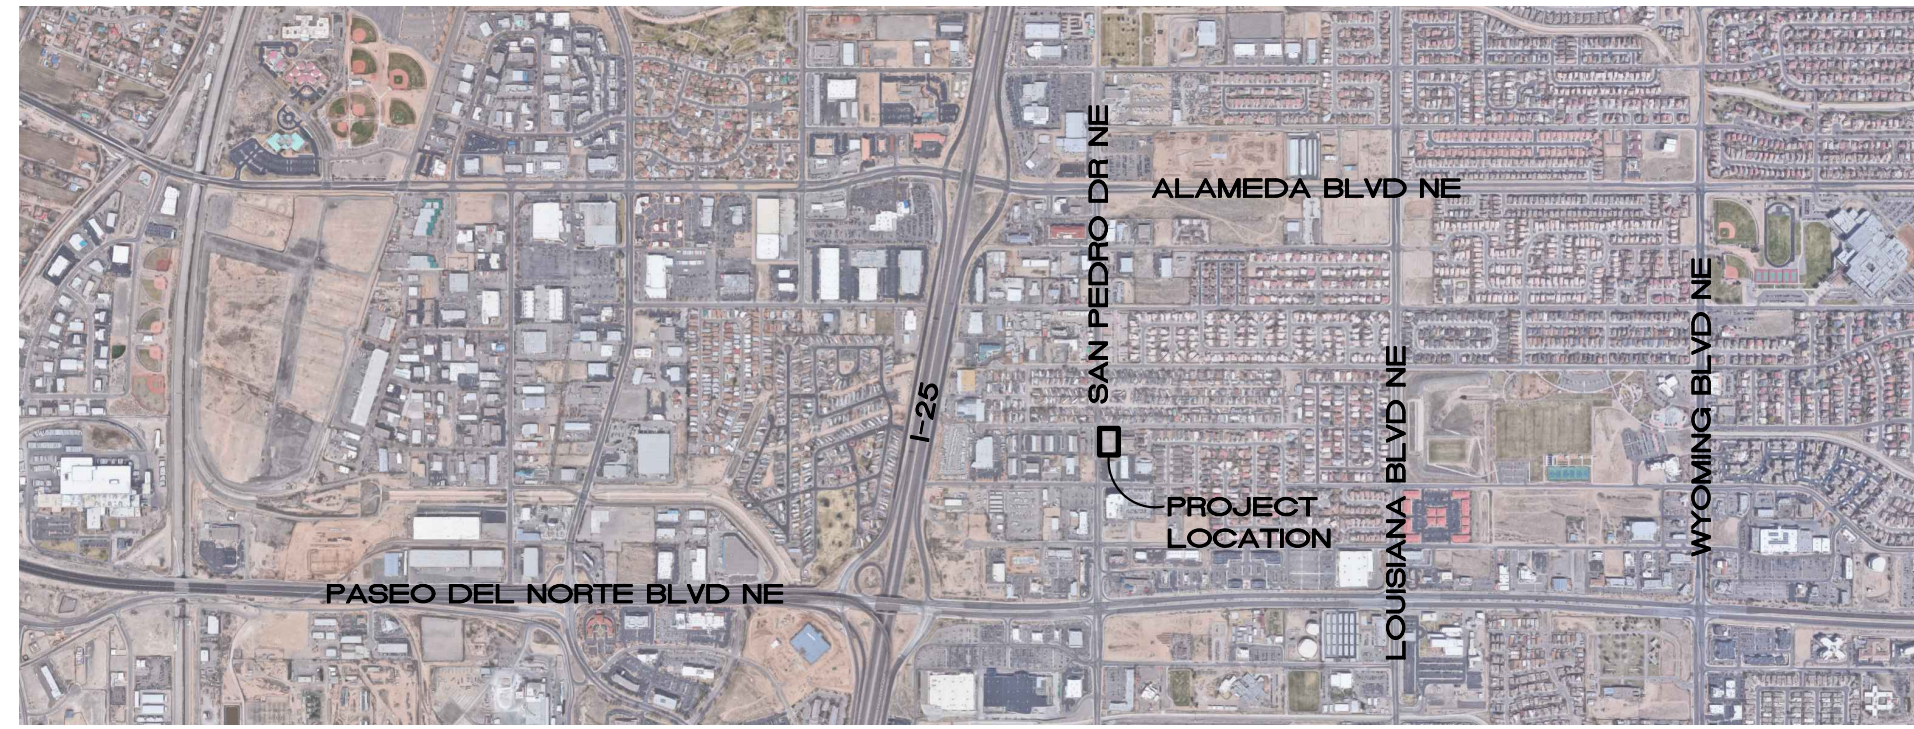 SAN PEDRO DR NE
ALAMEDA BLVD NE
WYOMING BLVD NE
LOUISIANA BLVD NE
I-25
PROJECT
LOCATION
PASEO DEL NORTE BLVD NE